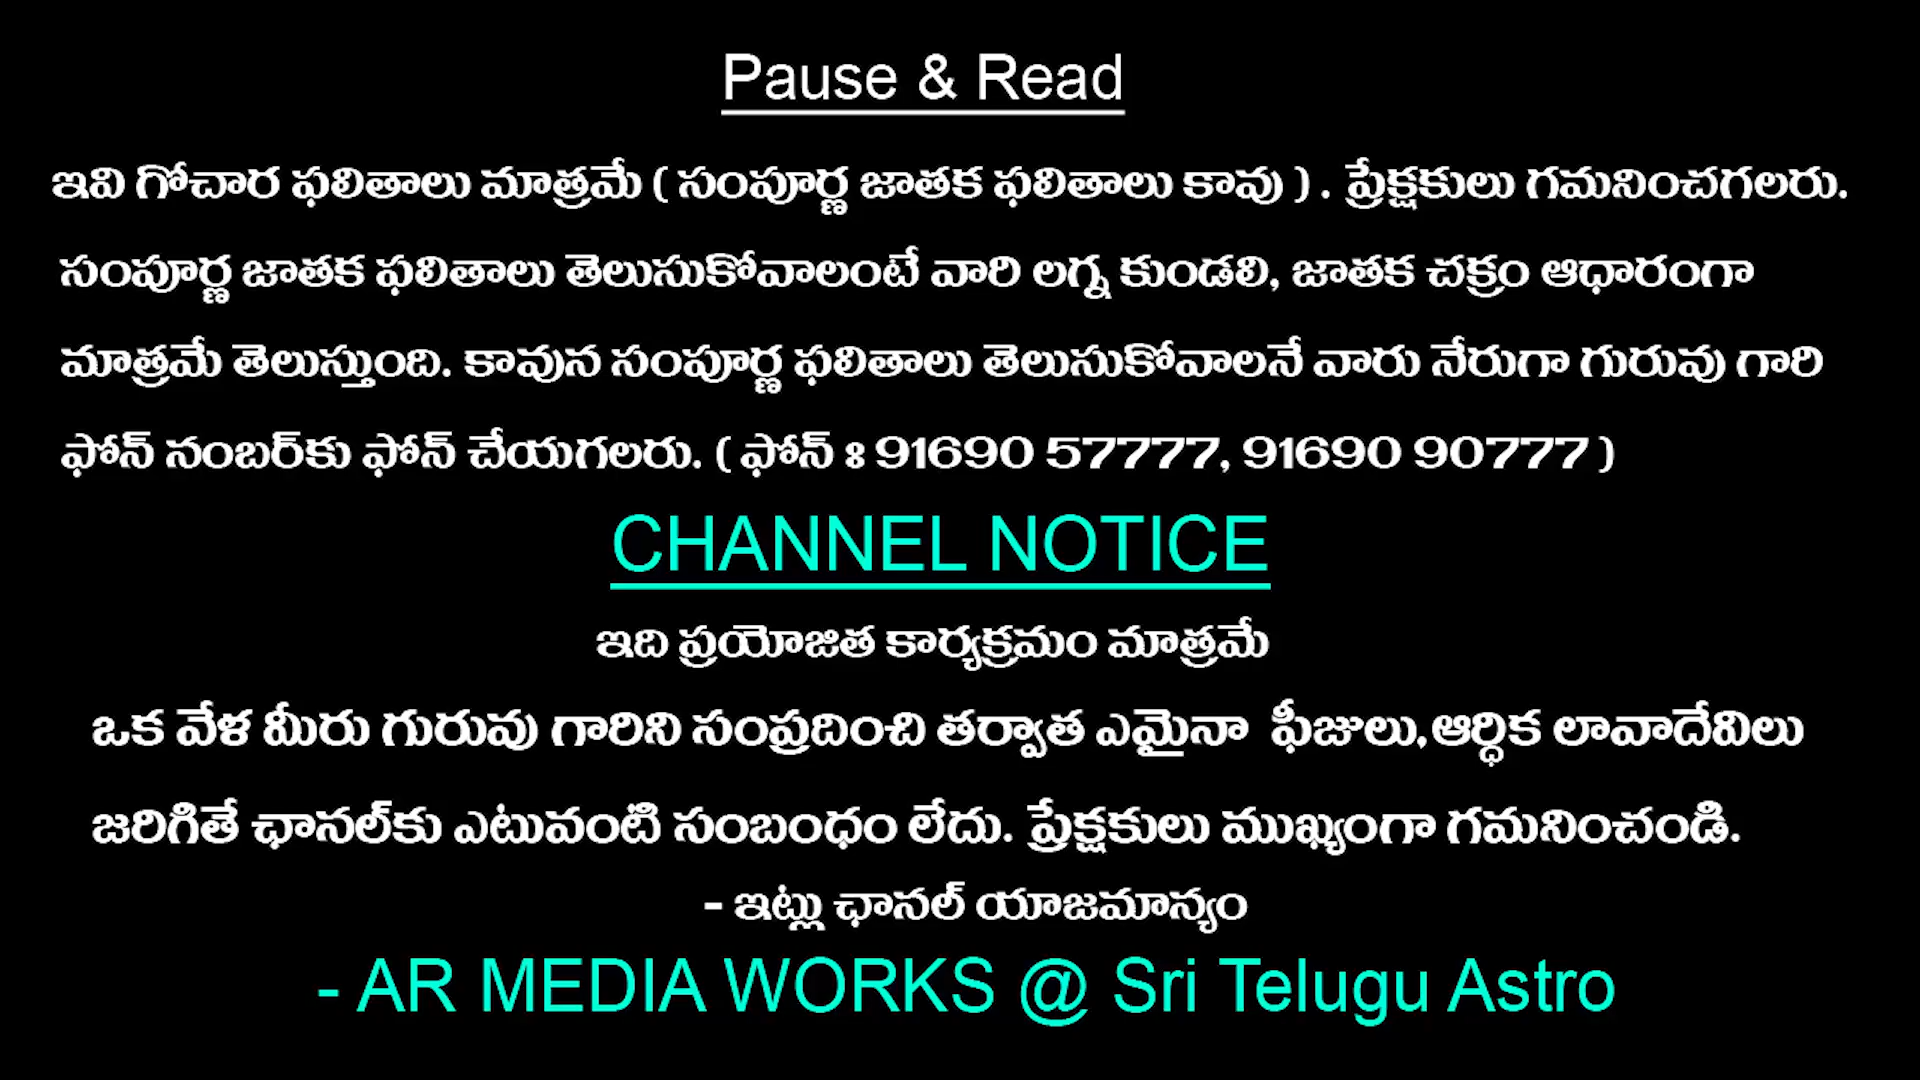 Pause & Read
ఇవి గోచార ఫలితాలు మాత్రమే ( సంపూర్ణ జాతక ఫలితాలు కావు ) . ప్రేక్షకులు గమనించగలరు.
సంపూర్ణ జాతక ఫలితాలు తెలుసుకోవాలంటే వారి లగ్న కుండలి, జాతక చక్రం ఆధారంగా
మాత్రమే తెలుస్తుంది. కావున సంపూర్ణ ఫలితాలు తెలుసుకోవాలనే వారు నేరుగా గురువు గారి
ఫోన్ నంబర్‌కు ఫోన్ చేయగలరు. ( ఫోన్ ః 91690 57777, 91690 90777 )
CHANNEL NOTICE
ఇది ప్రయోజిత కార్యక్రమం మాత్రమే
ఒక వేళ మీరు గురువు గారిని సంప్రదించి తర్వాత ఎమైనా ఫీజులు,ఆర్ధిక లావాదేవిలు
జరిగితే ఛానల్‌కు ఎటువంటి సంబంధం లేదు. ప్రేక్షకులు ముఖ్యంగా గమనించండి.
- ఇట్లు ఛానల్ యాజమాన్యం
- AR MEDIA WORKS @ Sri Telugu Astro